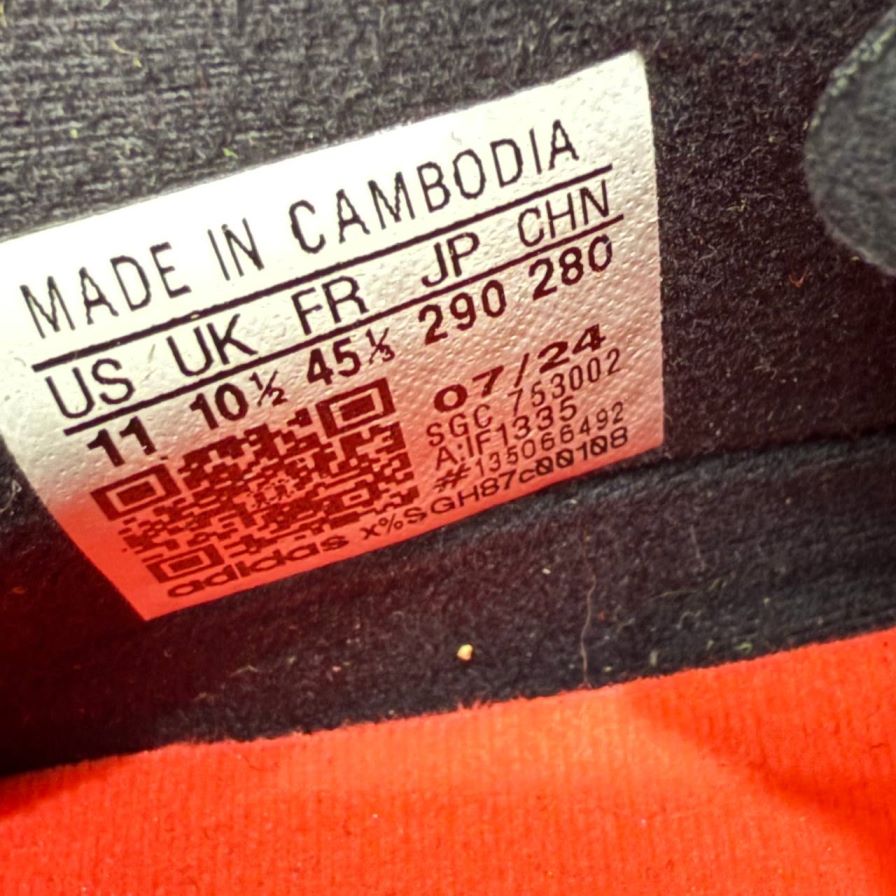 MADE IN CAMBODIA
US UK FR JP CHN
11 10½ 45⅓ 290 280
07/24
SGC 753002
A:IF1335
#135066492
adidas x%SGH87c00108